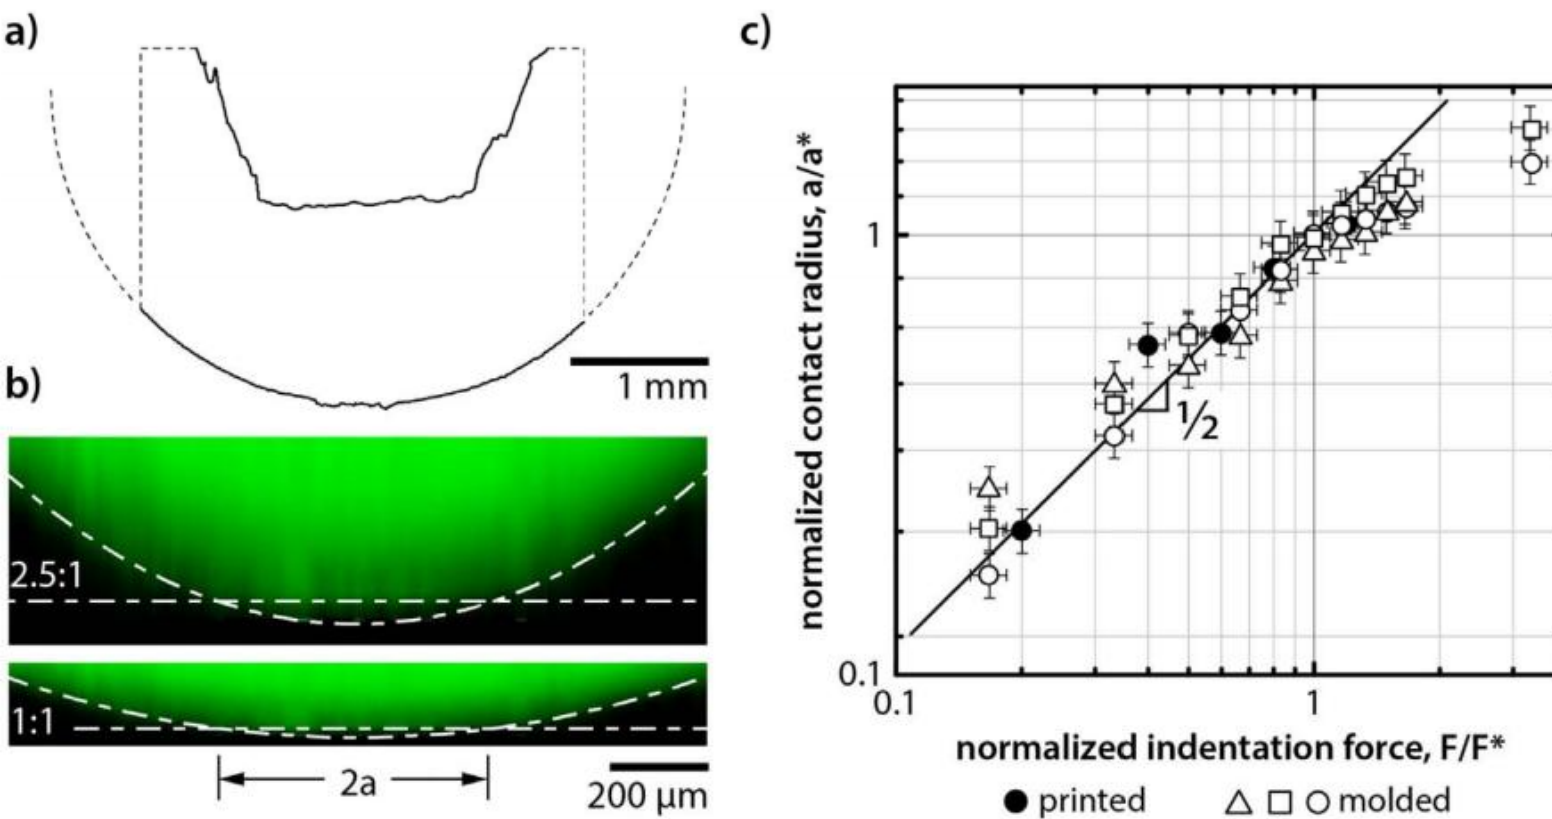 a)
1 mm
b)
2.5:1
1:1
2a
200 µm
c)
normalized contact radius, a/a*
1
0.1
½
0.1
1
normalized indentation force, F/F*
printed
molded